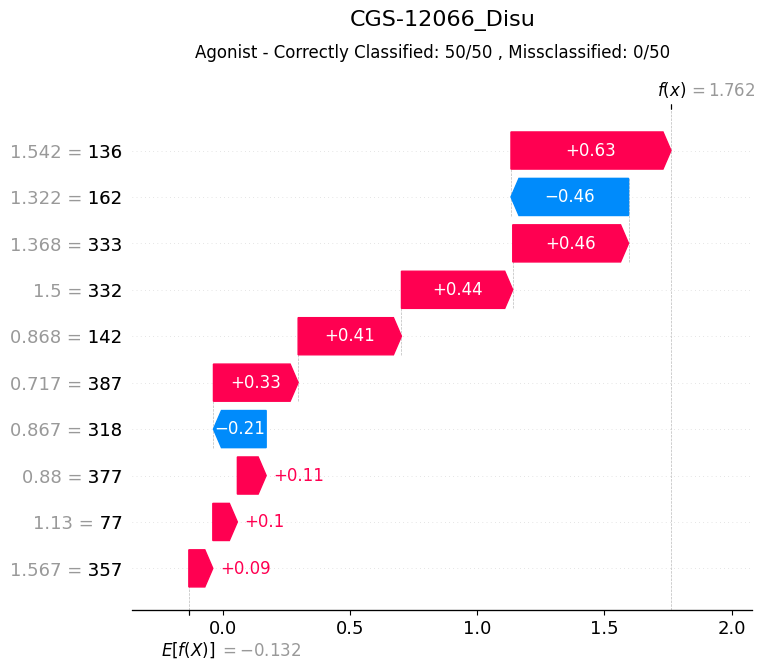 CGS-12066_Disu
Agonist - Correctly Classified: 50/50 , Missclassified: 0/50
f(x) = 1.762
1.542 = 136
+0.63
1.322 = 162
−0.46
1.368 = 333
+0.46
1.5 = 332
+0.44
0.868 = 142
+0.41
0.717 = 387
+0.33
0.867 = 318
−0.21
0.88 = 377
+0.11
1.13 = 77
+0.1
1.567 = 357
+0.09
0.0 0.5 1.0 1.5 2.0
E[f(X)] = −0.132